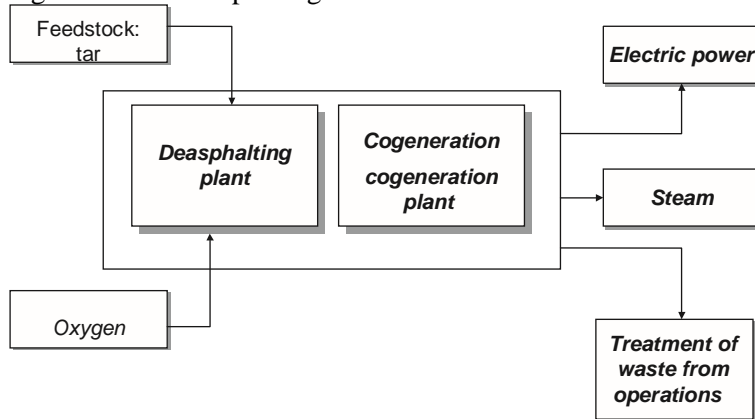 Feedstock:
tar
Electric power
Deasphalting
plant
Cogeneration
cogeneration
plant
Steam
Oxygen
Treatment of
waste from
operations